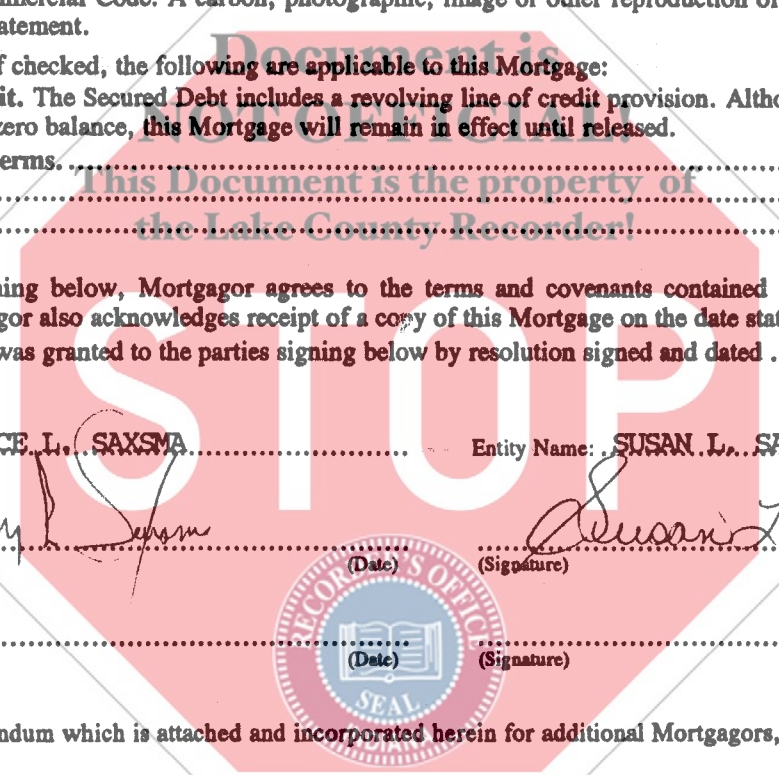 mmercial Code. A carbon, photographic, image or other reproduction of
atement.
Document is
f checked, the following are applicable to this Mortgage:
it. The Secured Debt includes a revolving line of credit provision. Altho
NOT OFFICIAL!
zero balance, this Mortgage will remain in effect until released.
erms.
This Document is the property of
the Lake County Recorder!
ning below, Mortgagor agrees to the terms and covenants contained
gor also acknowledges receipt of a copy of this Mortgage on the date stat
was granted to the parties signing below by resolution signed and dated .
STOP
CE L. SAXSMA
Entity Name: SUSAN L. SA
Susan L
(Date) (Signature)
RECORDER'S OFFICE
(Date) (Signature)
SEAL
INDIANA
ndum which is attached and incorporated herein for additional Mortgagors,